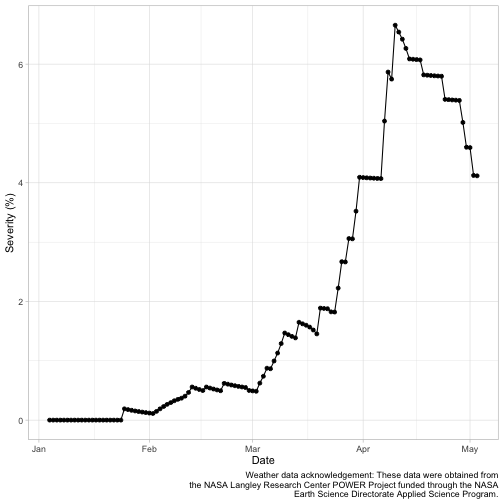 6
4
2
0
Severity (%)
Jan Feb Mar Apr May
Date
Weather data acknowledgement: These data were obtained from
the NASA Langley Research Center POWER Project funded through the NASA
Earth Science Directorate Applied Science Program.